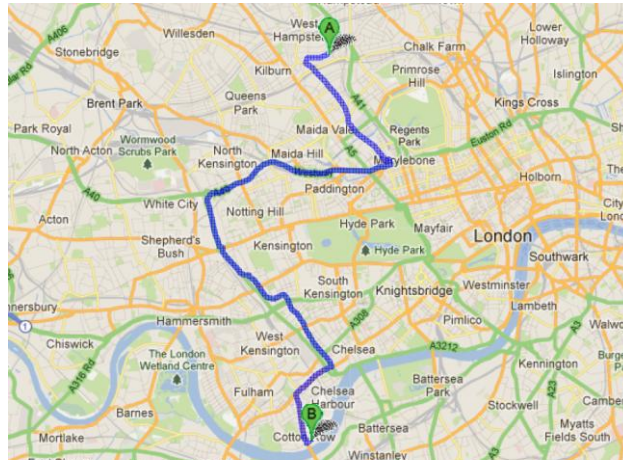 West
Hampstead
A
Willesden
A406
Stonebridge
Kilburn
Chalk Farm
Lower
Holloway
Primrose
Hill
Islington
Brent Park
Queens
Park
A41
Kings Cross
Park Royal
Wormwood
Scrubs Park
North Acton
North
Kensington
Maida Vale
Maida Hill
Regents
Park
Euston Rd
A5
Marylebone
Westway
Paddington
Holborn
A40
A40
White City
Acton
Notting Hill
Hyde Park
Mayfair
London
Shepherd's
Bush
Kensington
Hyde Park
Southwark
South
Kensington
Knightsbridge
Westminster
Lambeth
Hammersmith
A308
Pimlico
1
Chiswick
West
Kensington
Chelsea
A3212
A3
Kennington
A316 Rd
The London
Wetland Centre
Fulham
Chelsea
Harbour
Battersea
Park
A23
Stockwell
Barnes
B
Cotton Row
Battersea
Myatts
Fields South
Mortlake
Winstanley